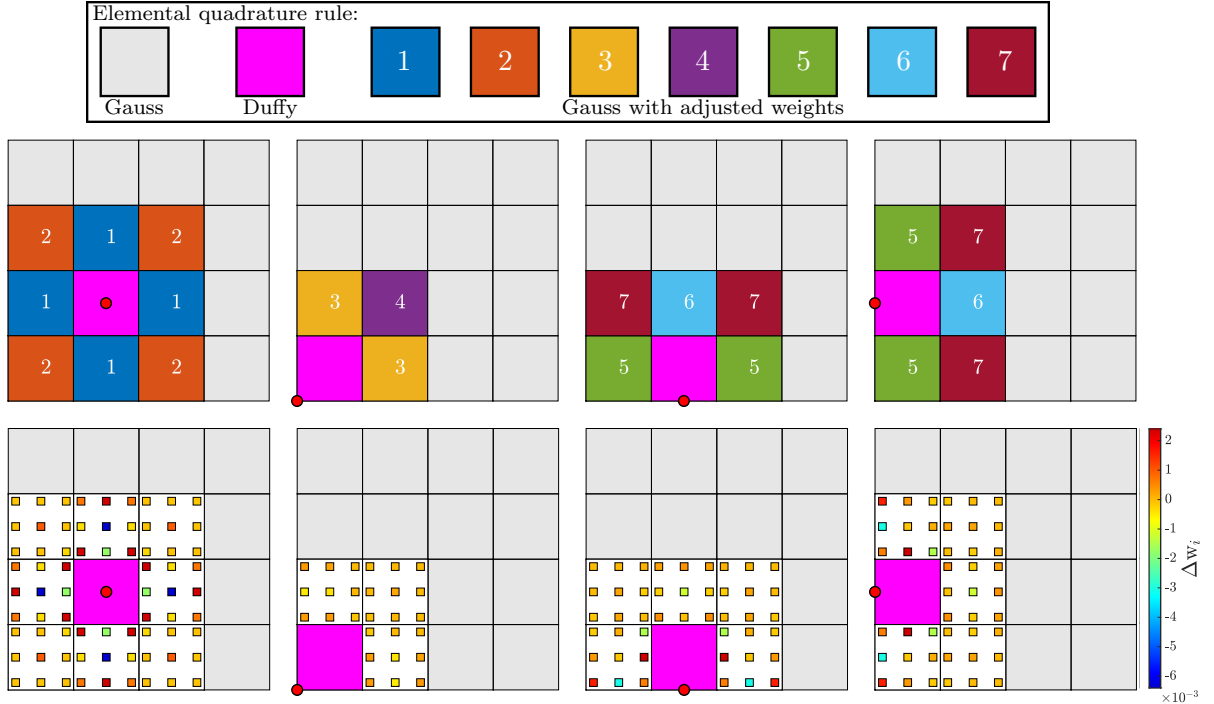 Elemental quadrature rule:
1 2 3 4 5 6 7
Gauss Duffy Gauss with adjusted weights
2 1 2 5 7
1 1 3 4 7 6 7 6
2 1 2 3 5 5 5 7
2
1
0
-1
-2
-3
-4
-5
-6
Δwᵢ
×10⁻³